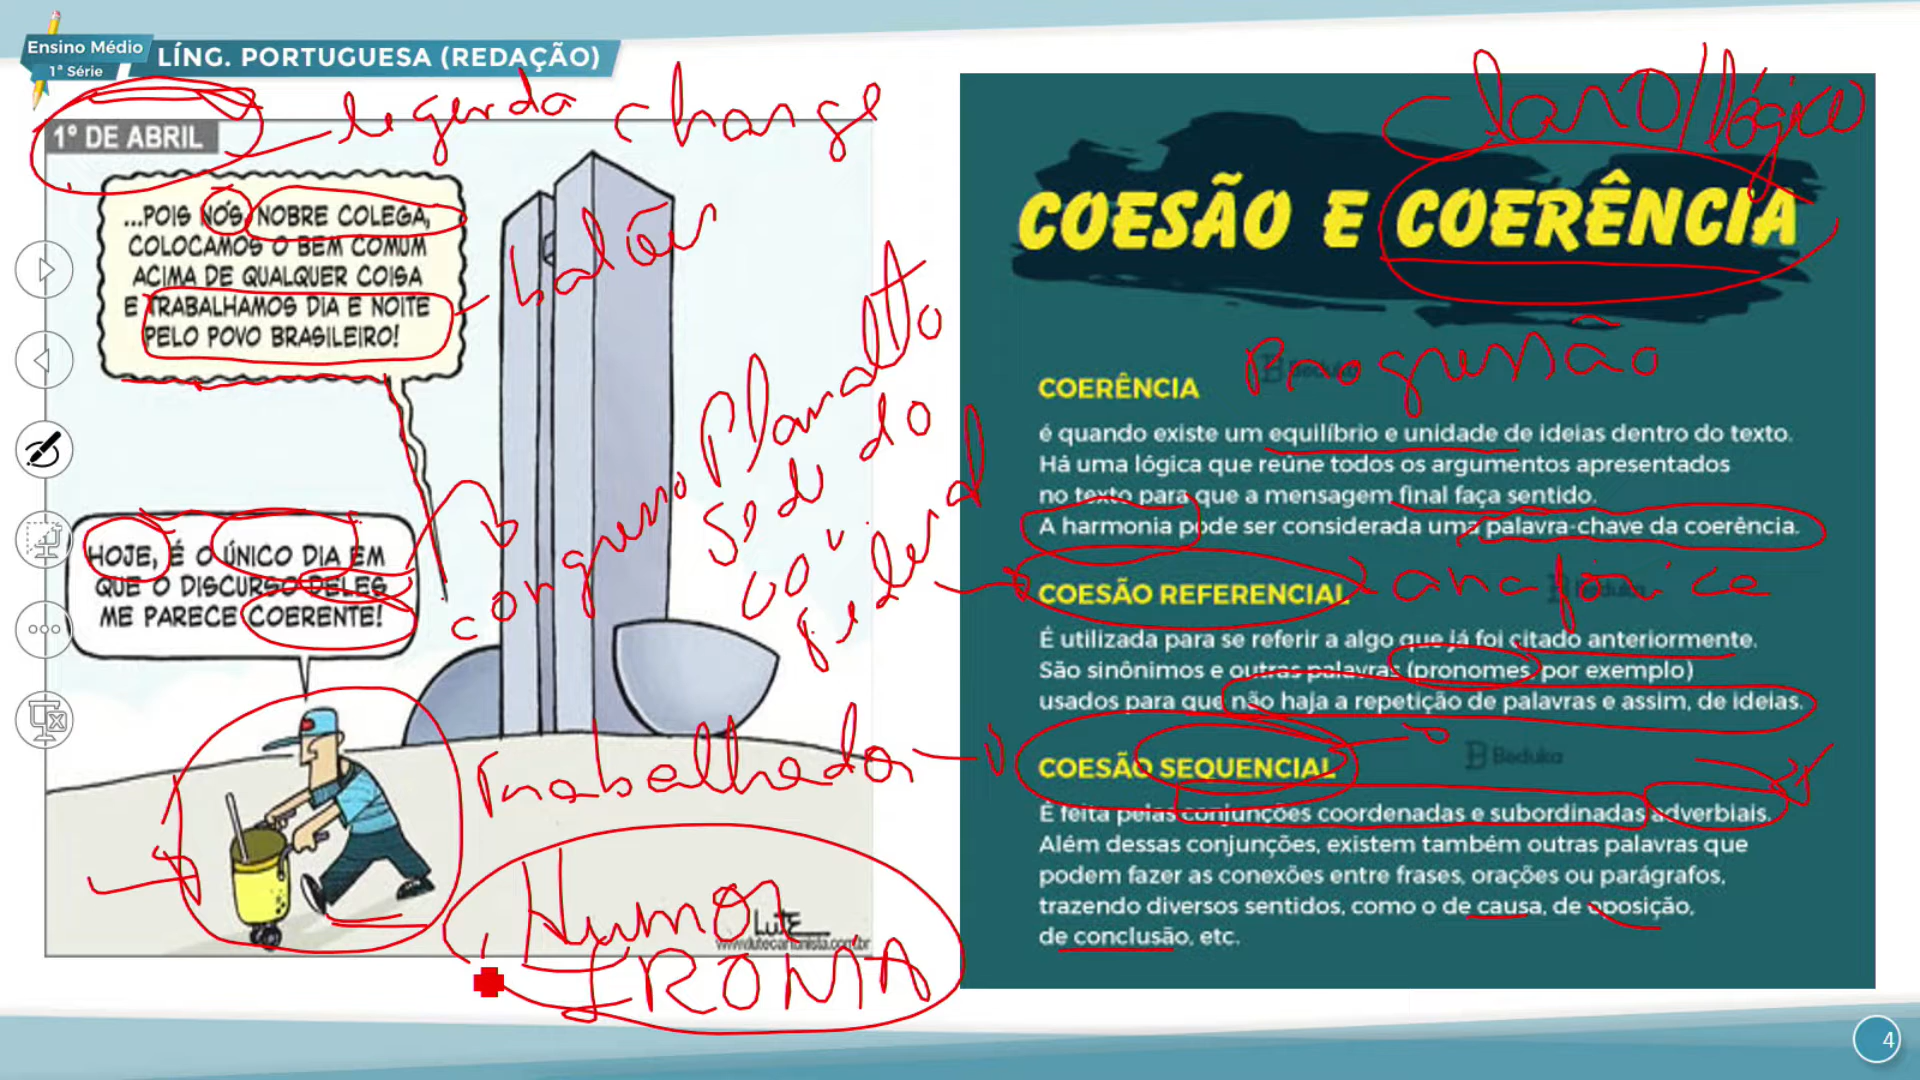 Ensino Médio
1ª Série
LÍNG. PORTUGUESA (REDAÇÃO)
legenda charge
1º DE ABRIL
...POIS NÓS, NOBRE COLEGA,
COLOCAMOS O BEM COMUM
ACIMA DE QUALQUER COISA
E TRABALHAMOS DIA E NOITE
PELO POVO BRASILEIRO!
balão
HOJE, É O ÚNICO DIA EM
QUE O DISCURSO DELES
ME PARECE COERENTE!
congresso Planalto
Sede do
federal
Trabalhador
Humor
IRONIA
LUTE
www.lutecartunista.com.br
Claro/lógico
COESÃO E COERÊNCIA
Progressão
Beduka
COERÊNCIA
é quando existe um equilíbrio e unidade de ideias dentro do texto.
Há uma lógica que reúne todos os argumentos apresentados
no texto para que a mensagem final faça sentido.
A harmonia pode ser considerada uma palavra-chave da coerência.
COESÃO REFERENCIAL
anafórica
Beduka
É utilizada para se referir a algo que já foi citado anteriormente.
São sinônimos e outras palavras (pronomes por exemplo)
usados para que não haja a repetição de palavras e assim, de ideias.
COESÃO SEQUENCIAL
Beduka
É feita pelas conjunções coordenadas e subordinadas adverbiais.
Além dessas conjunções, existem também outras palavras que
podem fazer as conexões entre frases, orações ou parágrafos,
trazendo diversos sentidos, como o de causa, de oposição,
de conclusão, etc.
4